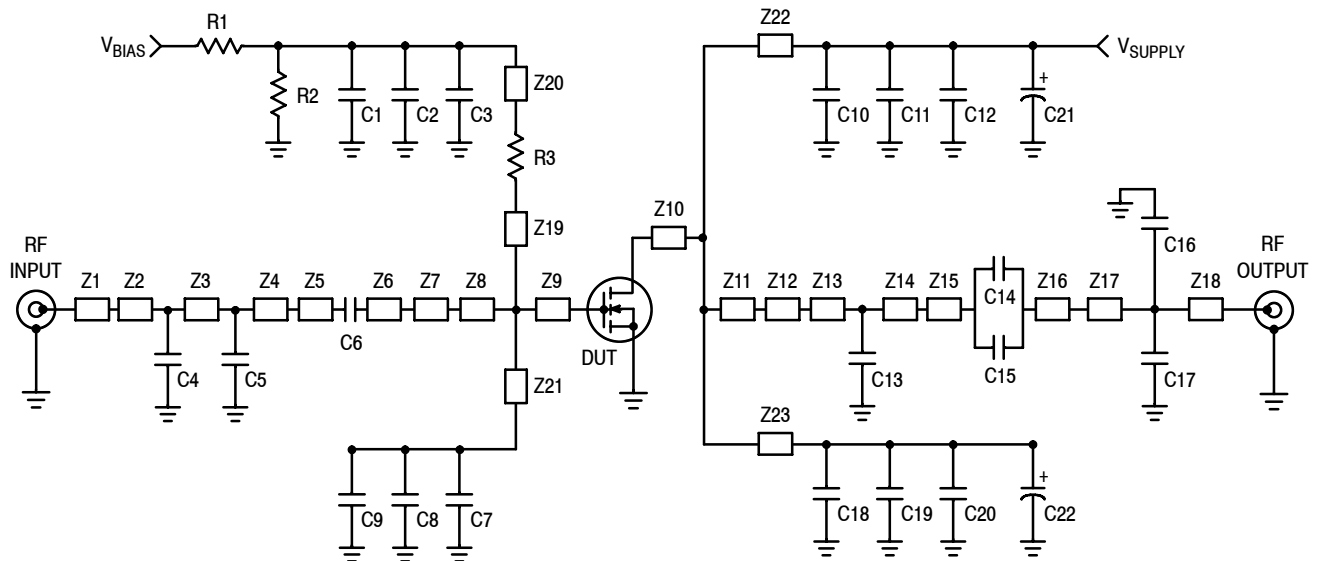 R1
V_BIAS
R2
C1
C2
C3
Z20
R3
Z19
Z22
V_SUPPLY
+
C10
C11
C12
C21
Z10
C16
RF
INPUT
Z1
Z2
Z3
Z4
Z5
Z6
Z7
Z8
Z9
C6
C4
C5
Z21
DUT
Z11
Z12
Z13
Z14
Z15
C14
C15
Z16
Z17
Z18
RF
OUTPUT
C13
C17
C9
C8
C7
Z23
+
C18
C19
C20
C22